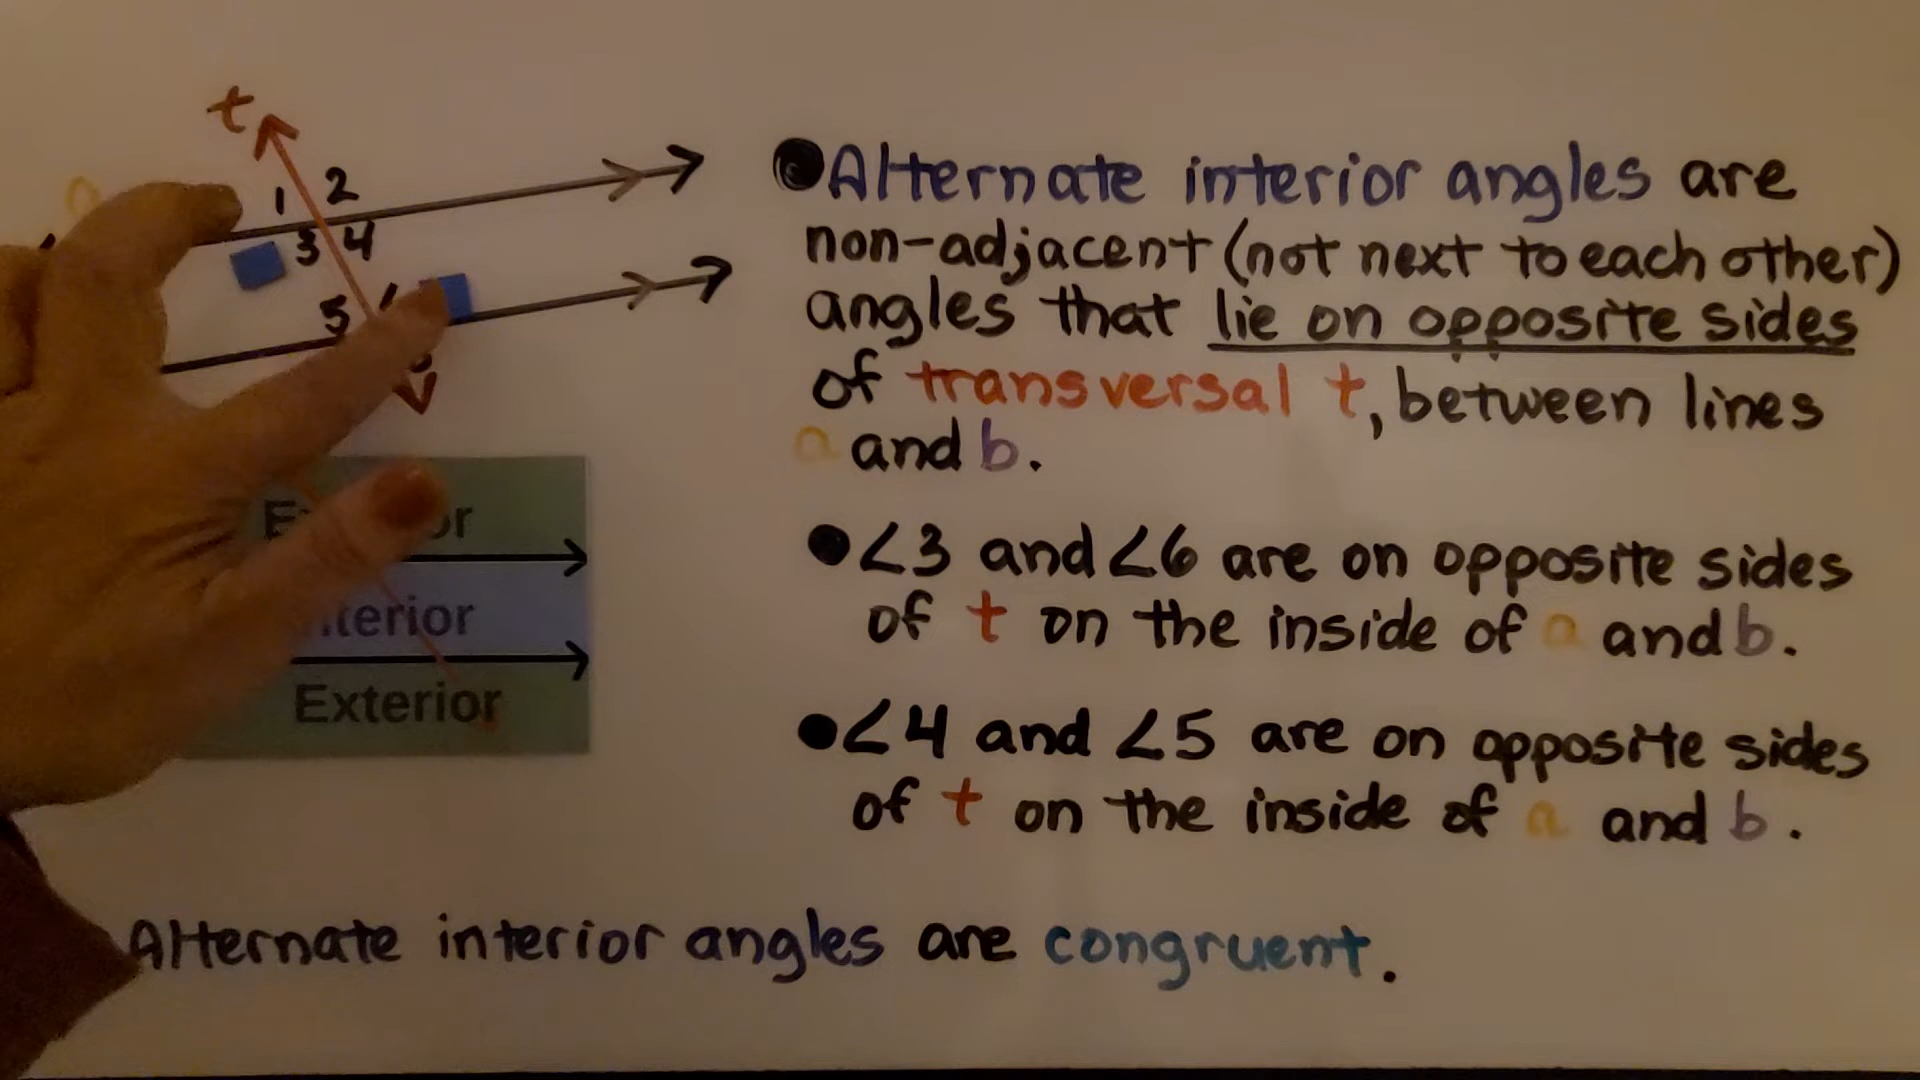 t
a
1 2
3 4
5
Alternate interior angles are
non-adjacent (not next to each other)
angles that lie on opposite sides
of transversal t, between lines
a and b.
∠3 and ∠6 are on opposite sides
of t on the inside of a and b.
∠4 and ∠5 are on opposite sides
of t on the inside of a and b.
Exterior
Alternate interior angles are congruent.